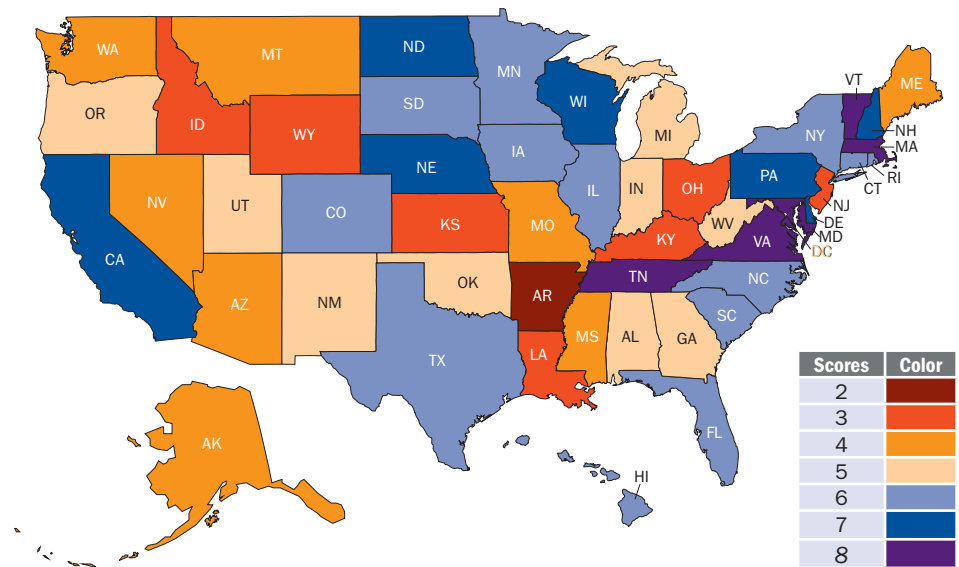 WA
MT
ND
MN
VT
ME
OR
ID
WY
SD
WI
MI
NY
NH
MA
RI
CT
IA
NE
PA
NJ
DE
MD
DC
NV
UT
CO
KS
MO
IL
IN
OH
WV
VA
KY
CA
AZ
NM
OK
AR
TN
NC
SC
MS
AL
GA
LA
TX
FL
AK
HI
Scores Color
2
3
4
5
6
7
8